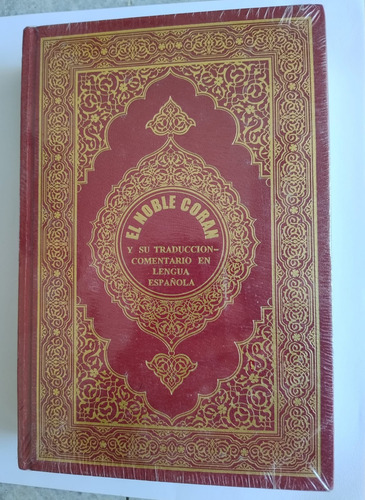 EL NOBLE CORAN
Y SU TRADUCCION-
COMENTARIO EN
LENGUA
ESPAÑOLA